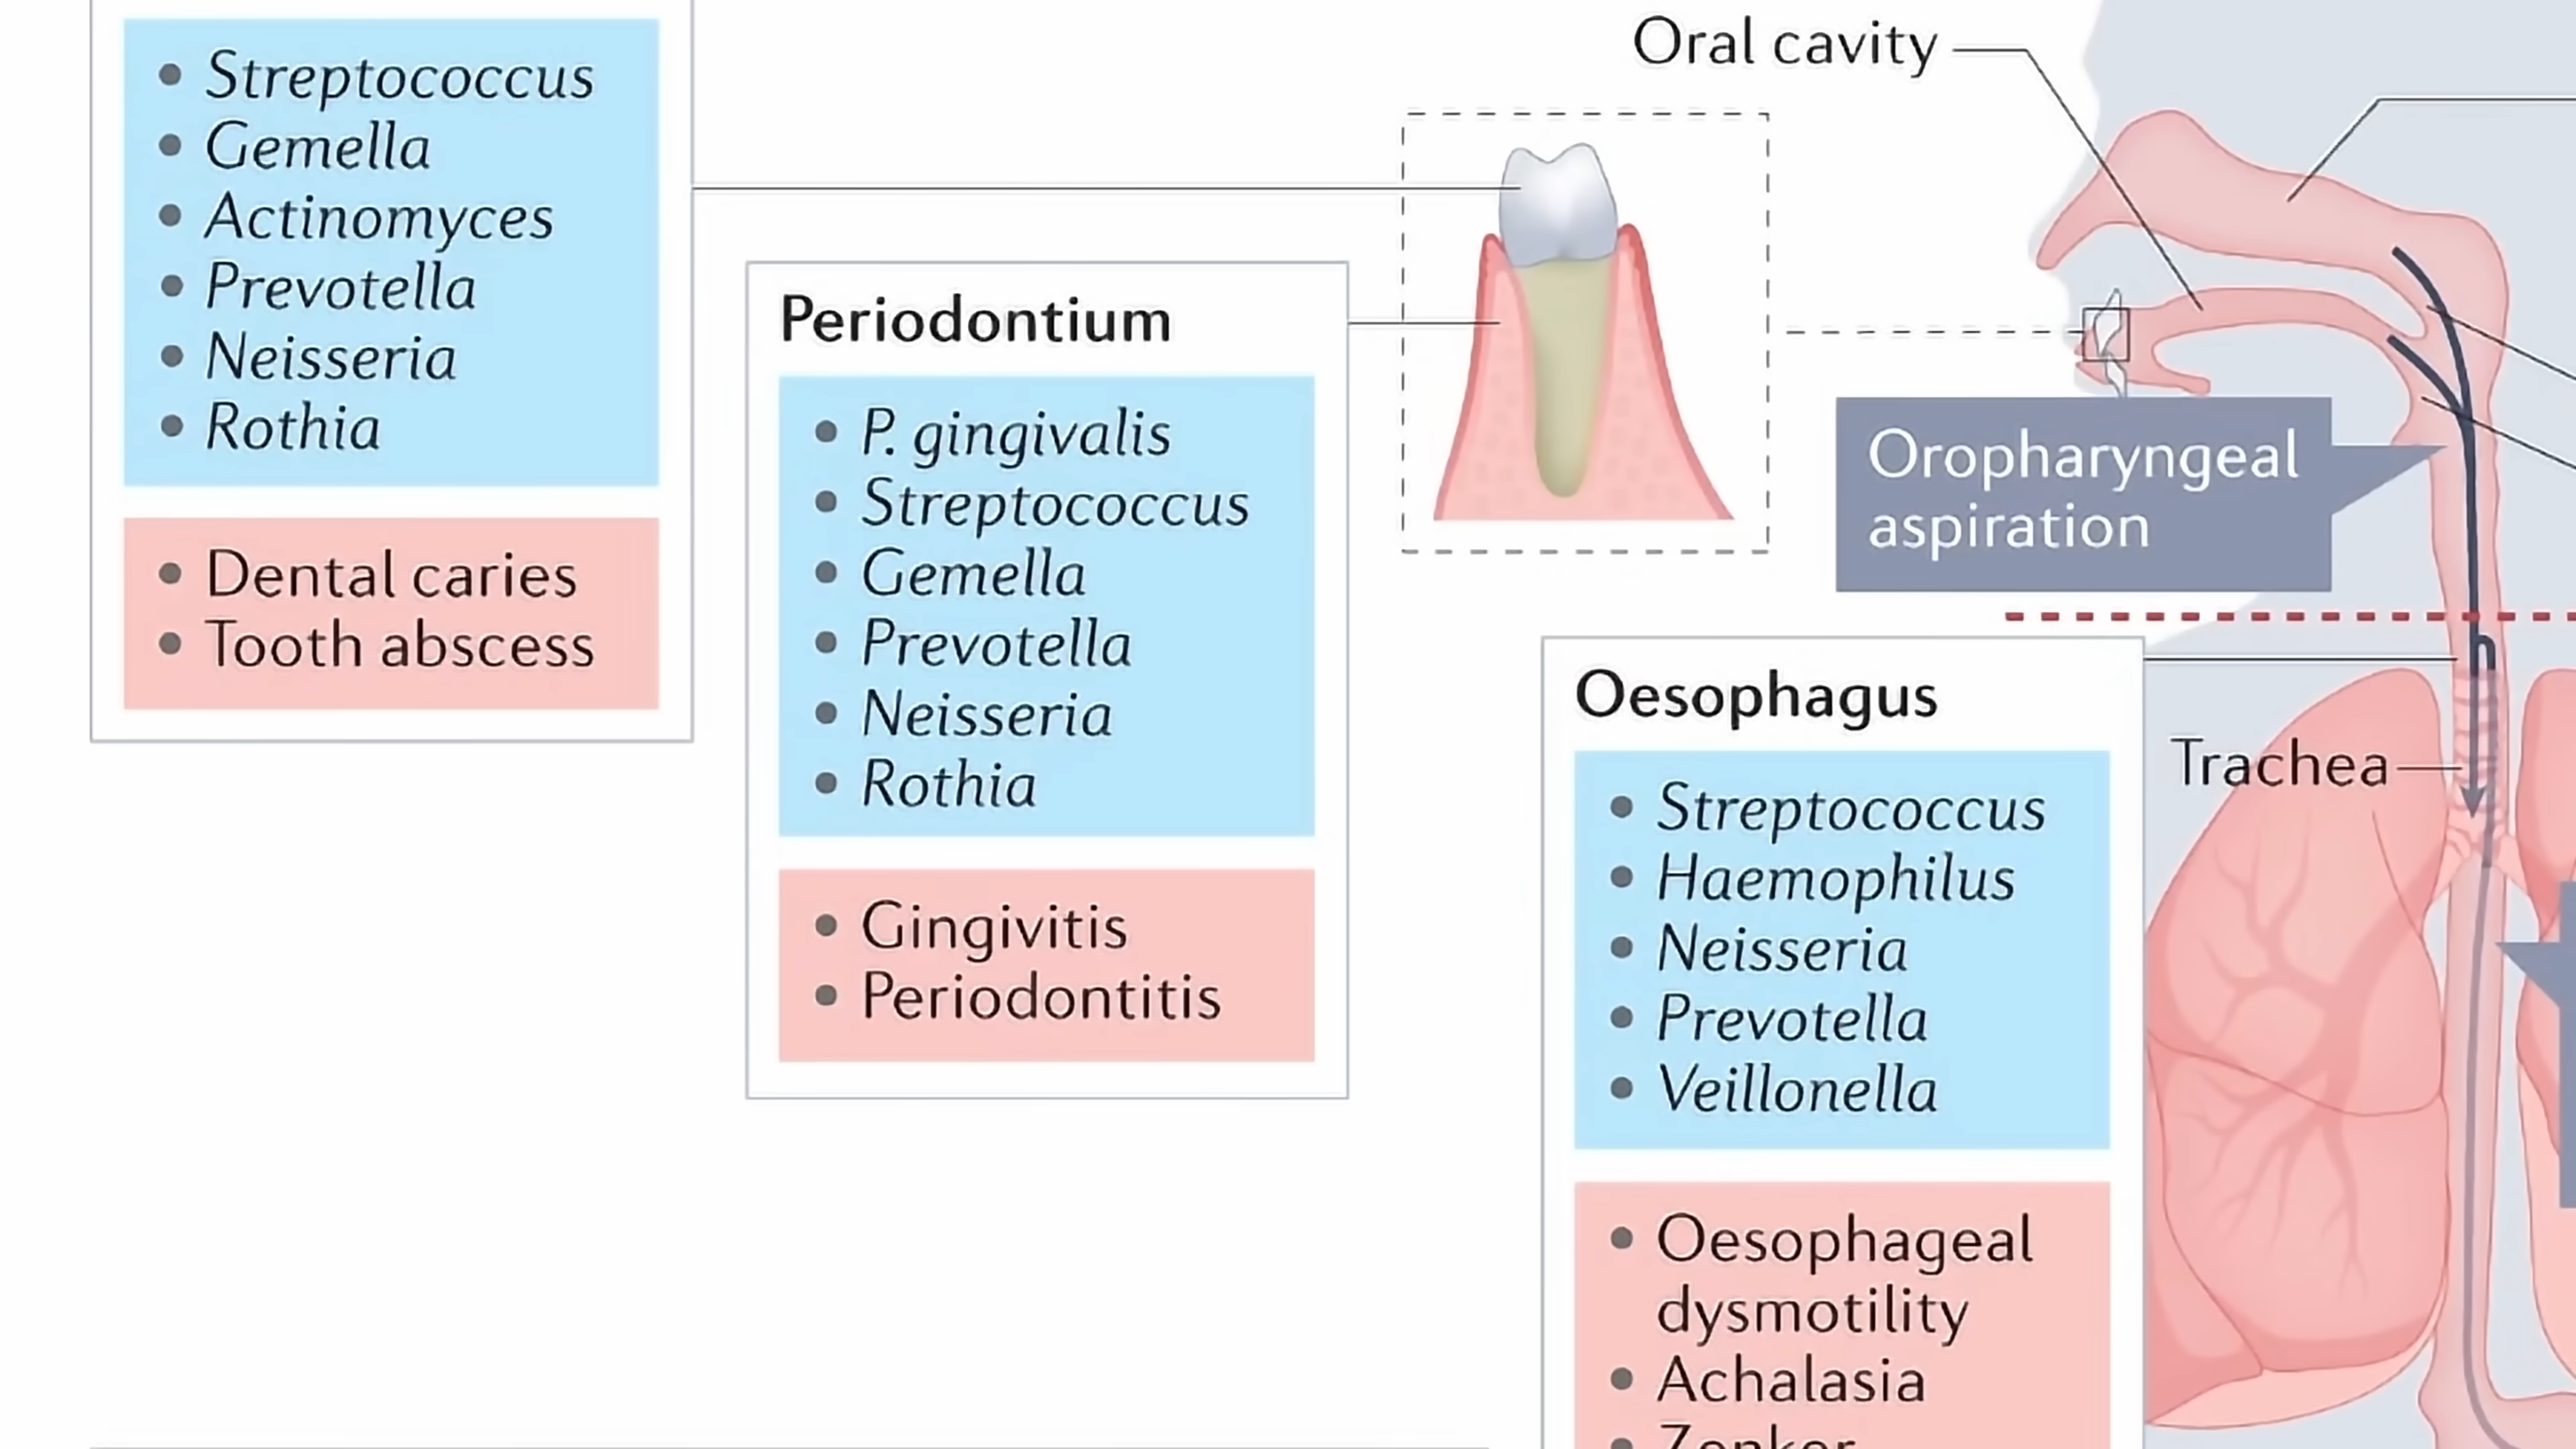 Streptococcus
Gemella
Actinomyces
Prevotella
Neisseria
Rothia
Dental caries
Tooth abscess
Periodontium
P. gingivalis
Streptococcus
Gemella
Prevotella
Neisseria
Rothia
Gingivitis
Periodontitis
Oral cavity
Oropharyngeal
aspiration
Oesophagus
Streptococcus
Haemophilus
Neisseria
Prevotella
Veillonella
Oesophageal
dysmotility
Achalasia
Zenker
Trachea